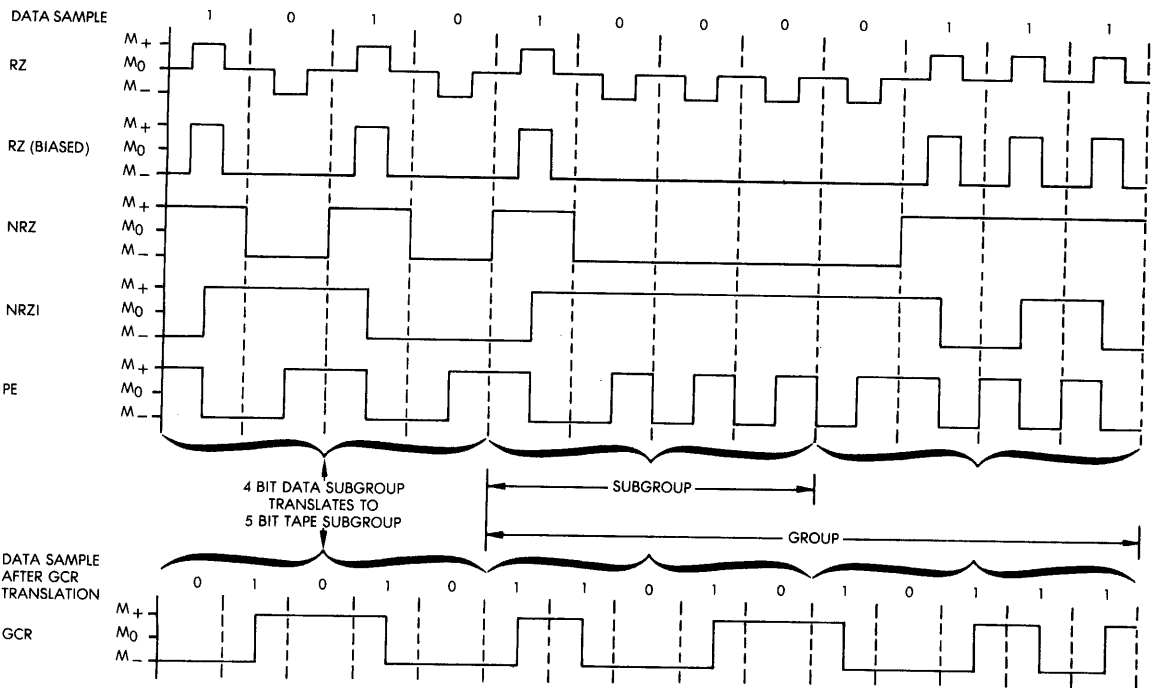 DATA SAMPLE 1 0 1 0 1 0 0 0 0 1 1 1
RZ
M+
M0
M−
RZ (BIASED)
M+
M0
M−
NRZ
M+
M0
M−
NRZI
M+
M0
M−
PE
M+
M0
M−
4 BIT DATA SUBGROUP
TRANSLATES TO
5 BIT TAPE SUBGROUP
SUBGROUP
GROUP
DATA SAMPLE
AFTER GCR
TRANSLATION
0 1 0 1 0 1 1 0 1 0 1 0 1 1 1
GCR
M+
M0
M−